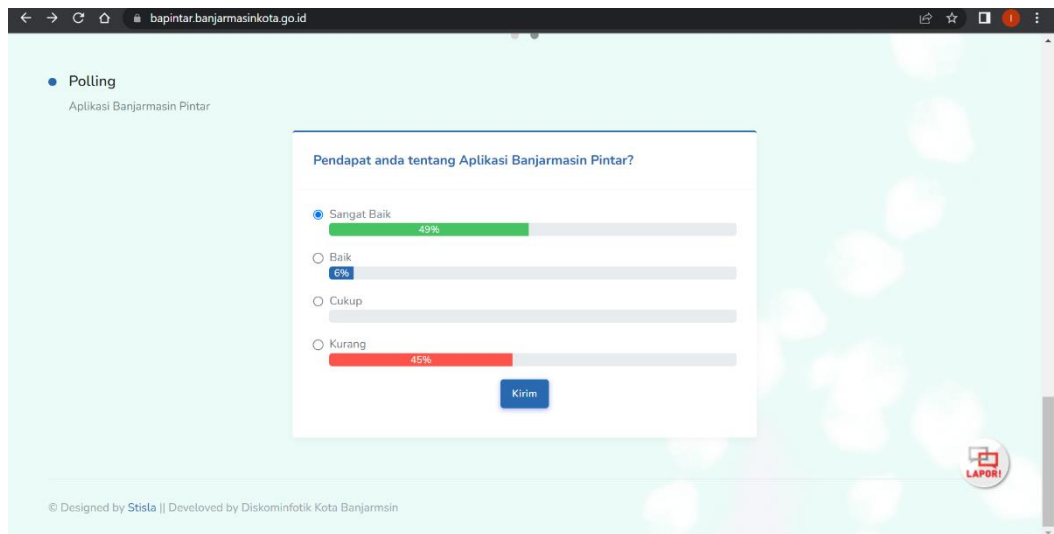 bapintar.banjarmasinkota.go.id
I
Polling
Aplikasi Banjarmasin Pintar
Pendapat anda tentang Aplikasi Banjarmasin Pintar?
Sangat Baik
49%
Baik
6%
Cukup
Kurang
45%
Kirim
LAPOR!
© Designed by Stisla || Develoved by Diskominfotik Kota Banjarmsin